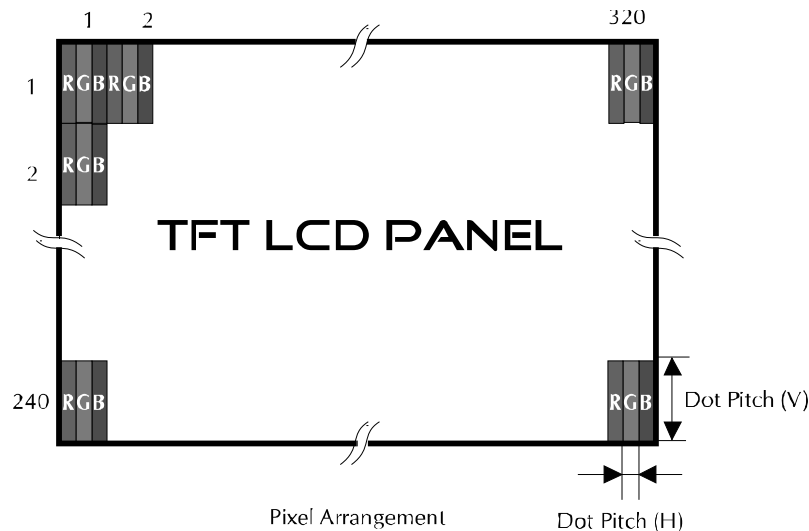 1 2 320
1 RGB RGB RGB
2 RGB
TFT LCD PANEL
240 RGB RGB
Dot Pitch (V)
Pixel Arrangement
Dot Pitch (H)